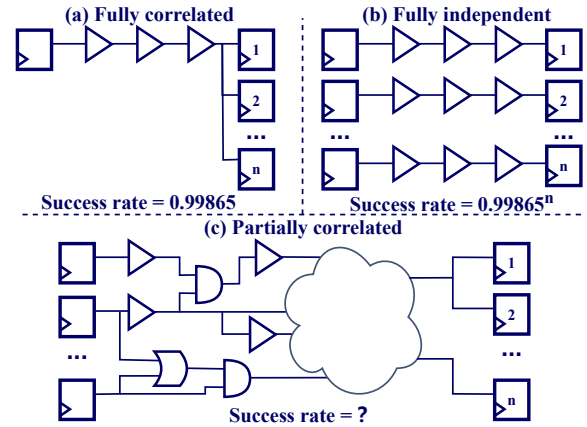 (a) Fully correlated
1
2
...
n
Success rate = 0.99865
(b) Fully independent
1
2
...
...
n
Success rate = 0.99865ⁿ
(c) Partially correlated
1
2
...
...
n
Success rate = ?